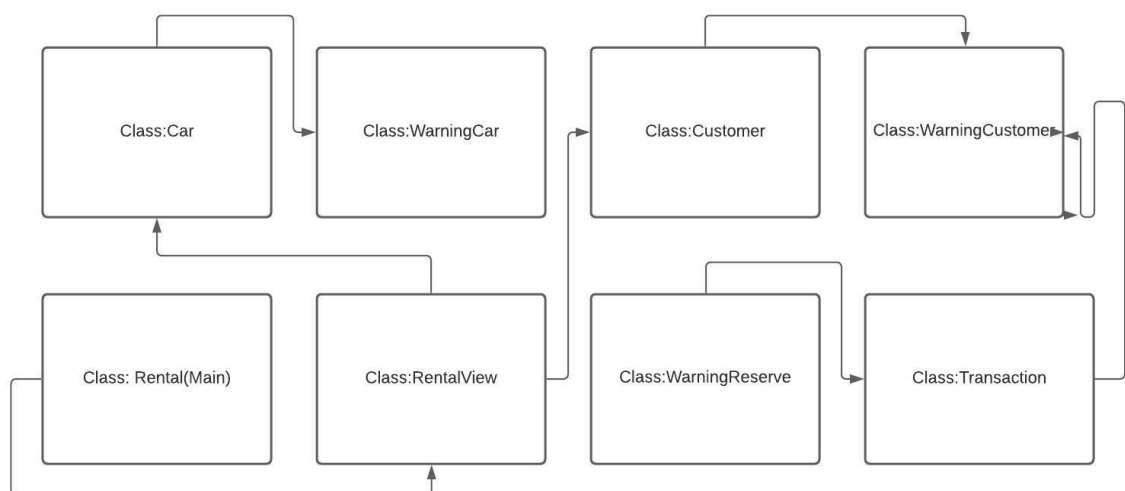 Class:Car
Class:WarningCar
Class:Customer
Class:WarningCustomer
Class: Rental(Main)
Class:RentalView
Class:WarningReserve
Class:Transaction